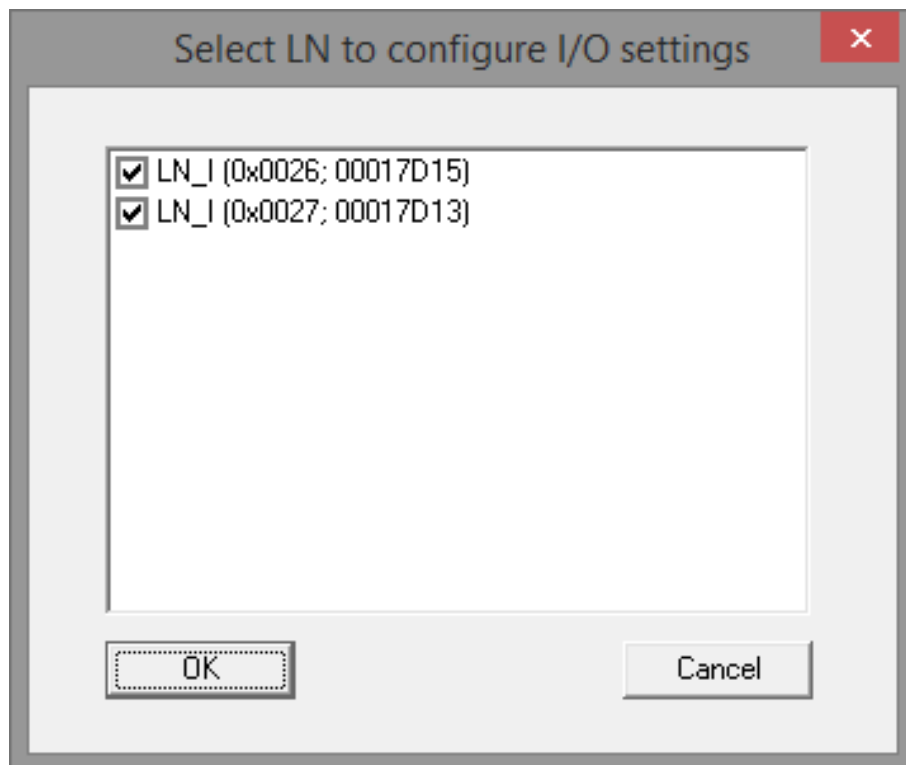 Select LN to configure I/O settings
LN_I (0x0026; 00017D15)
LN_I (0x0027; 00017D13)
OK
Cancel